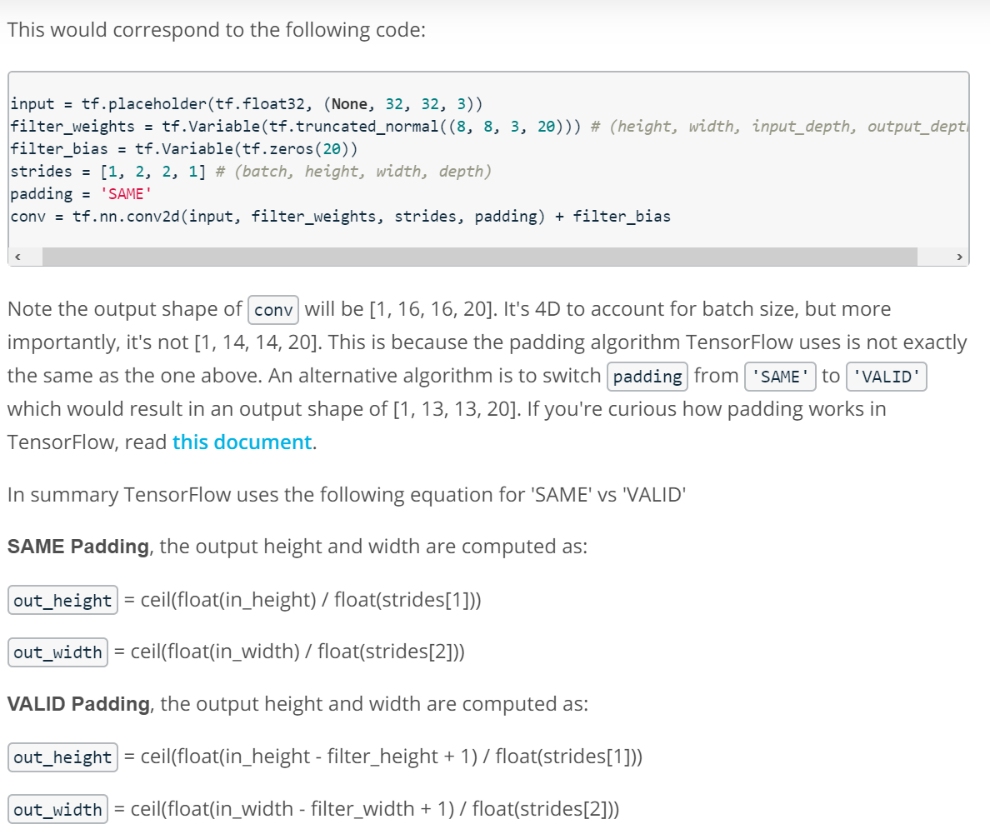 This would correspond to the following code:
input = tf.placeholder(tf.float32, (None, 32, 32, 3))
filter_weights = tf.Variable(tf.truncated_normal((8, 8, 3, 20))) # (height, width, input_depth, output_dept
filter_bias = tf.Variable(tf.zeros(20))
strides = [1, 2, 2, 1] # (batch, height, width, depth)
padding = 'SAME'
conv = tf.nn.conv2d(input, filter_weights, strides, padding) + filter_bias
Note the output shape of conv will be [1, 16, 16, 20]. It's 4D to account for batch size, but more
importantly, it's not [1, 14, 14, 20]. This is because the padding algorithm TensorFlow uses is not exactly
the same as the one above. An alternative algorithm is to switch padding from 'SAME' to 'VALID'
which would result in an output shape of [1, 13, 13, 20]. If you're curious how padding works in
TensorFlow, read this document.
In summary TensorFlow uses the following equation for 'SAME' vs 'VALID'
SAME Padding, the output height and width are computed as:
out_height = ceil(float(in_height) / float(strides[1]))
out_width = ceil(float(in_width) / float(strides[2]))
VALID Padding, the output height and width are computed as:
out_height = ceil(float(in_height - filter_height + 1) / float(strides[1]))
out_width = ceil(float(in_width - filter_width + 1) / float(strides[2]))